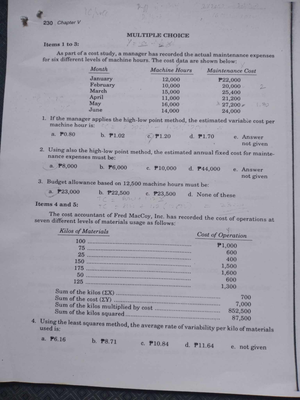 230 Chapter V
MULTIPLE CHOICE
Items 1 to 3:
As part of a cost study, a manager has recorded the actual maintenance expenses
for six different levels of machine hours. The cost data are shown below:
Month Machine Hours Maintenance Cost
January 12,000 ₱22,000
February 10,000 20,000
March 18,000 25,400
April 11,000 21,200
May 16,000 27,200
June 14,000 24,000
1. If the manager applies the high-low point method, the estimated variable cost per
machine hour is:
a. ₱0.80 b. ₱1.02 c. ₱1.20 d. ₱1.70 e. Answer
not given
2. Using also the high-low point method, the estimated annual fixed cost for mainte-
nance expenses must be:
a. ₱8,000 b. ₱6,000 c. ₱10,000 d. ₱44,000 e. Answer
not given
3. Budget allowance based on 12,500 machine hours must be:
a. ₱23,000 b. ₱22,500 c. ₱23,500 d. None of these
Items 4 and 5:
The cost accountant of Fred MacCoy, Inc. has recorded the cost of operations at
seven different levels of materials usage as follows:
Kilos of Materials Cost of Operation
100 ₱1,000
75 600
25 400
150 1,500
175 1,600
50 600
125 1,300
Sum of the kilos (ΣX) 700
Sum of the cost (ΣY) 7,000
Sum of the kilos multiplied by cost 852,500
Sum of the kilos squared 87,500
4. Using the least squares method, the average rate of variability per kilo of materials
used is:
a. ₱6.16 b. ₱8.71 c. ₱10.84 d. ₱11.64 e. not given